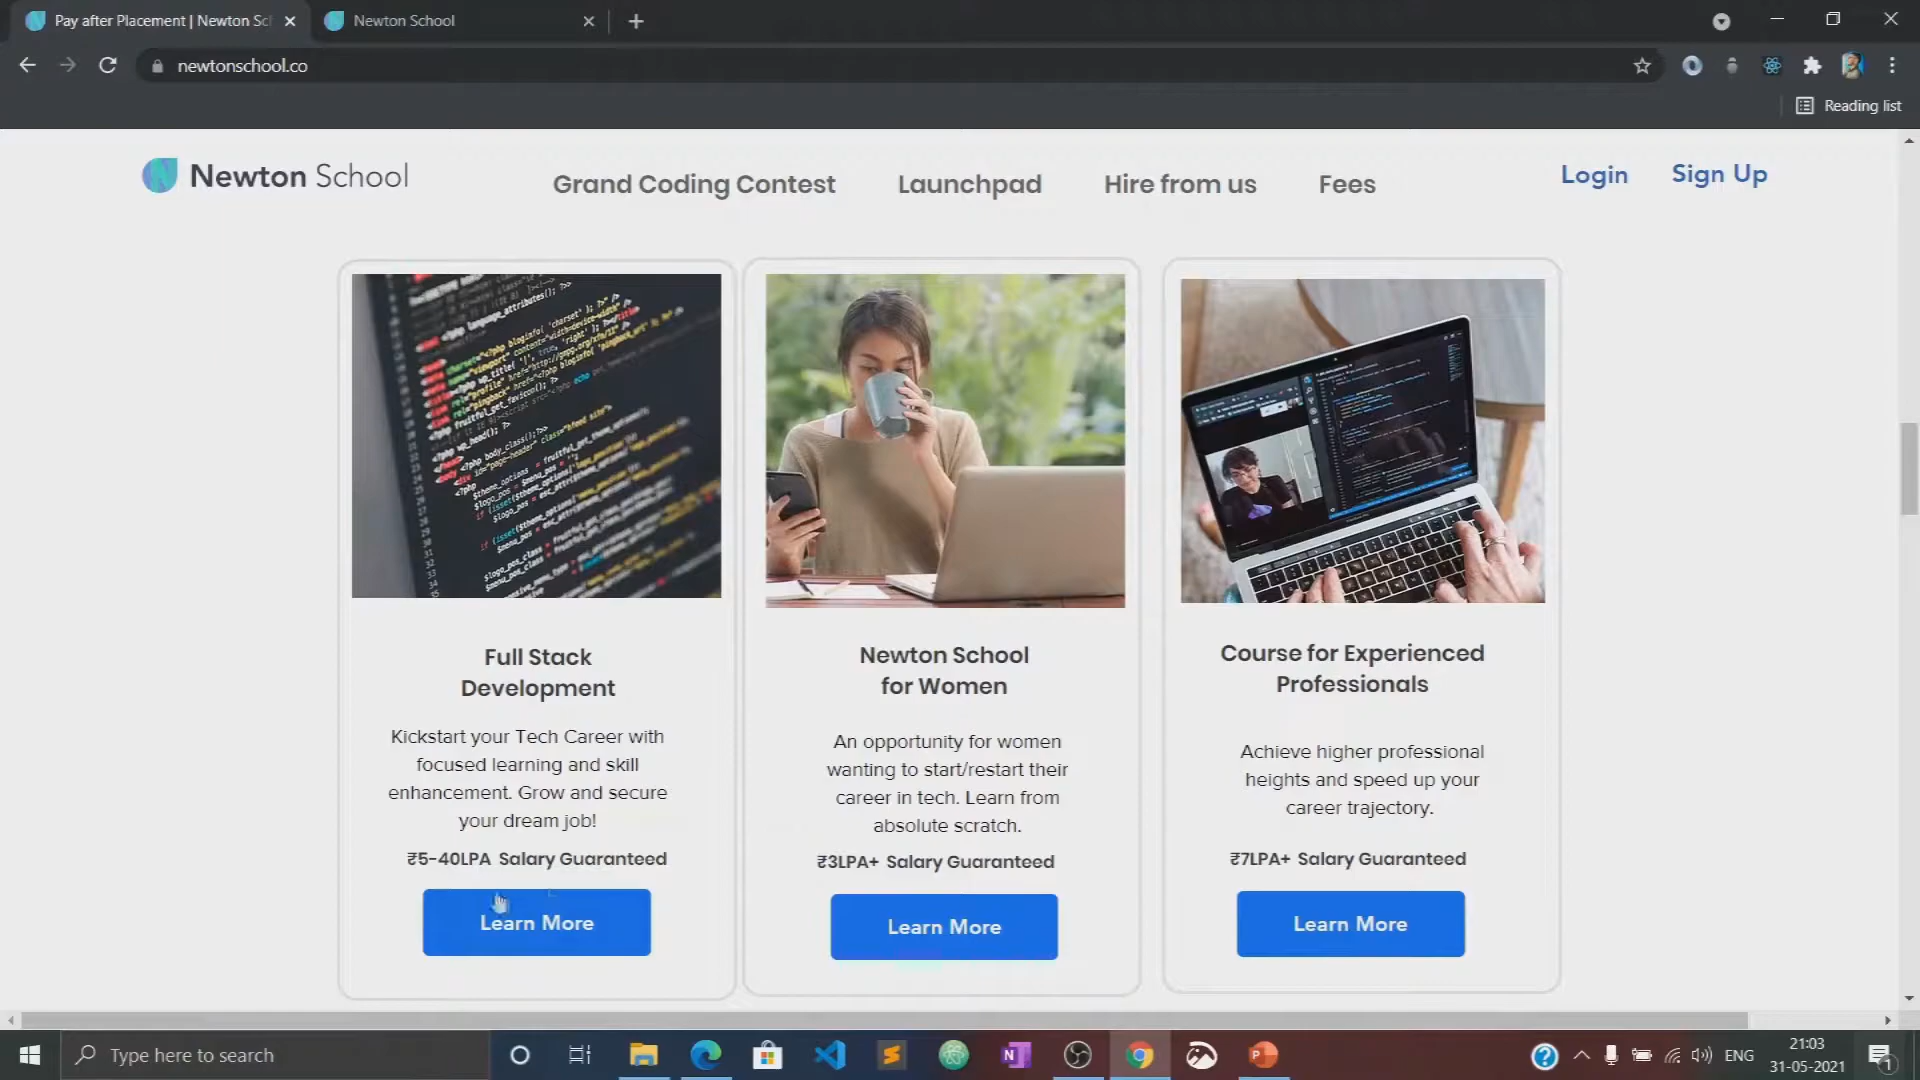 Pay after Placement | Newton Sc
Newton School
newtonschool.co
Reading list
Newton School
Grand Coding Contest
Launchpad
Hire from us
Fees
Login
Sign Up
Full Stack
Development
Kickstart your Tech Career with
focused learning and skill
enhancement. Grow and secure
your dream job!
₹5-40LPA Salary Guaranteed
Learn More
Newton School
for Women
An opportunity for women
wanting to start/restart their
career in tech. Learn from
absolute scratch.
₹3LPA+ Salary Guaranteed
Learn More
Course for Experienced
Professionals
Achieve higher professional
heights and speed up your
career trajectory.
₹7LPA+ Salary Guaranteed
Learn More
Type here to search
ENG
21:03
31-05-2021
1